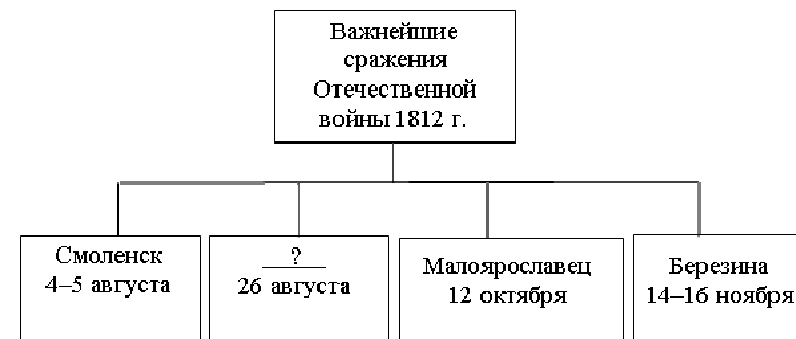 Важнейшие
сражения
Отечественной
войны 1812 г.
Смоленск
4–5 августа
?
26 августа
Малоярославец
12 октября
Березина
14–16 ноября